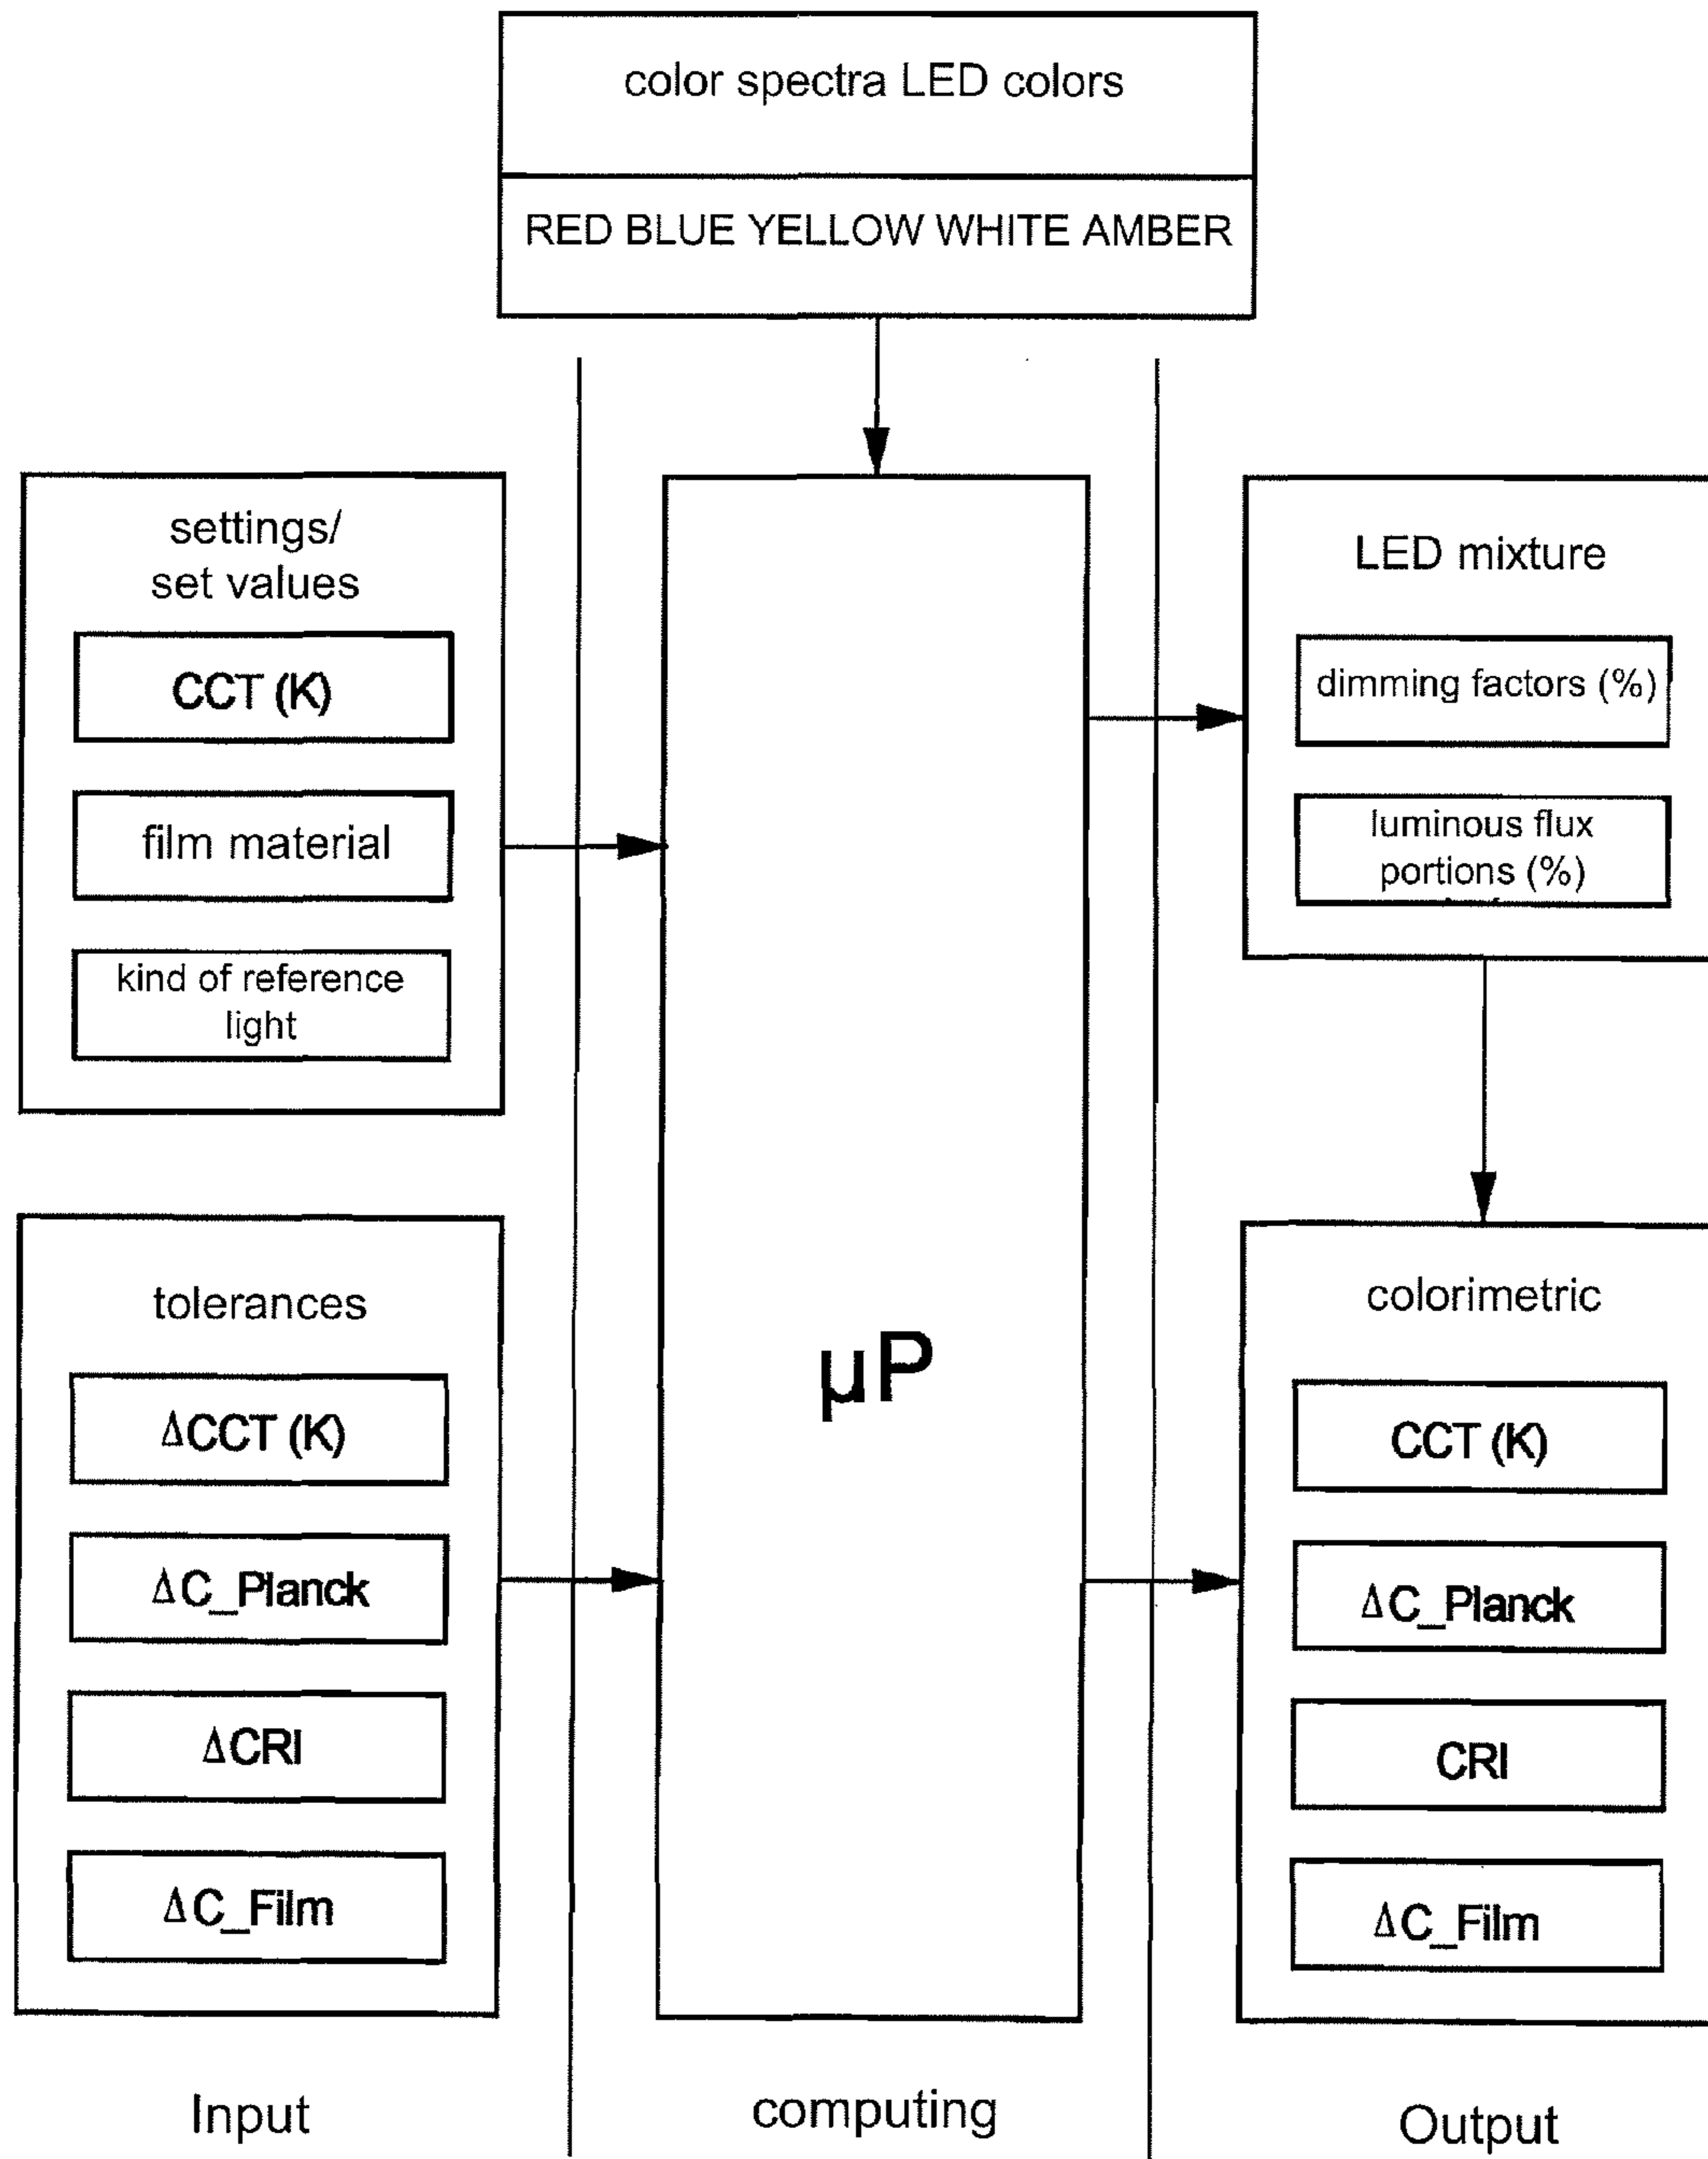 color spectra LED colors
RED BLUE YELLOW WHITE AMBER
settings/
set values
CCT (K)
film material
kind of reference
light
tolerances
ΔCCT (K)
ΔC_Planck
ΔCRI
ΔC_Film
Input
µP
computing
LED mixture
dimming factors (%)
luminous flux
portions (%)
colorimetric
CCT (K)
ΔC_Planck
CRI
ΔC_Film
Output